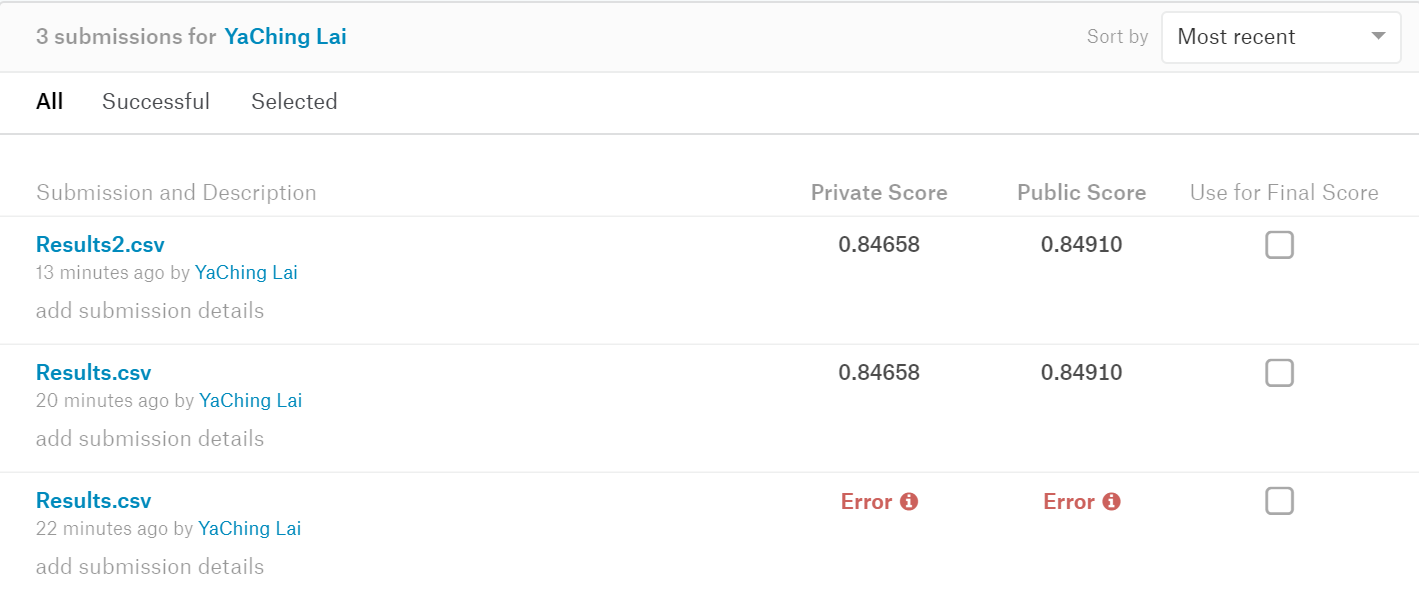 3 submissions for YaChing Lai Sort by Most recent
All Successful Selected
Submission and Description Private Score Public Score Use for Final Score
Results2.csv 0.84658 0.84910
13 minutes ago by YaChing Lai
add submission details
Results.csv 0.84658 0.84910
20 minutes ago by YaChing Lai
add submission details
Results.csv Error Error
22 minutes ago by YaChing Lai
add submission details